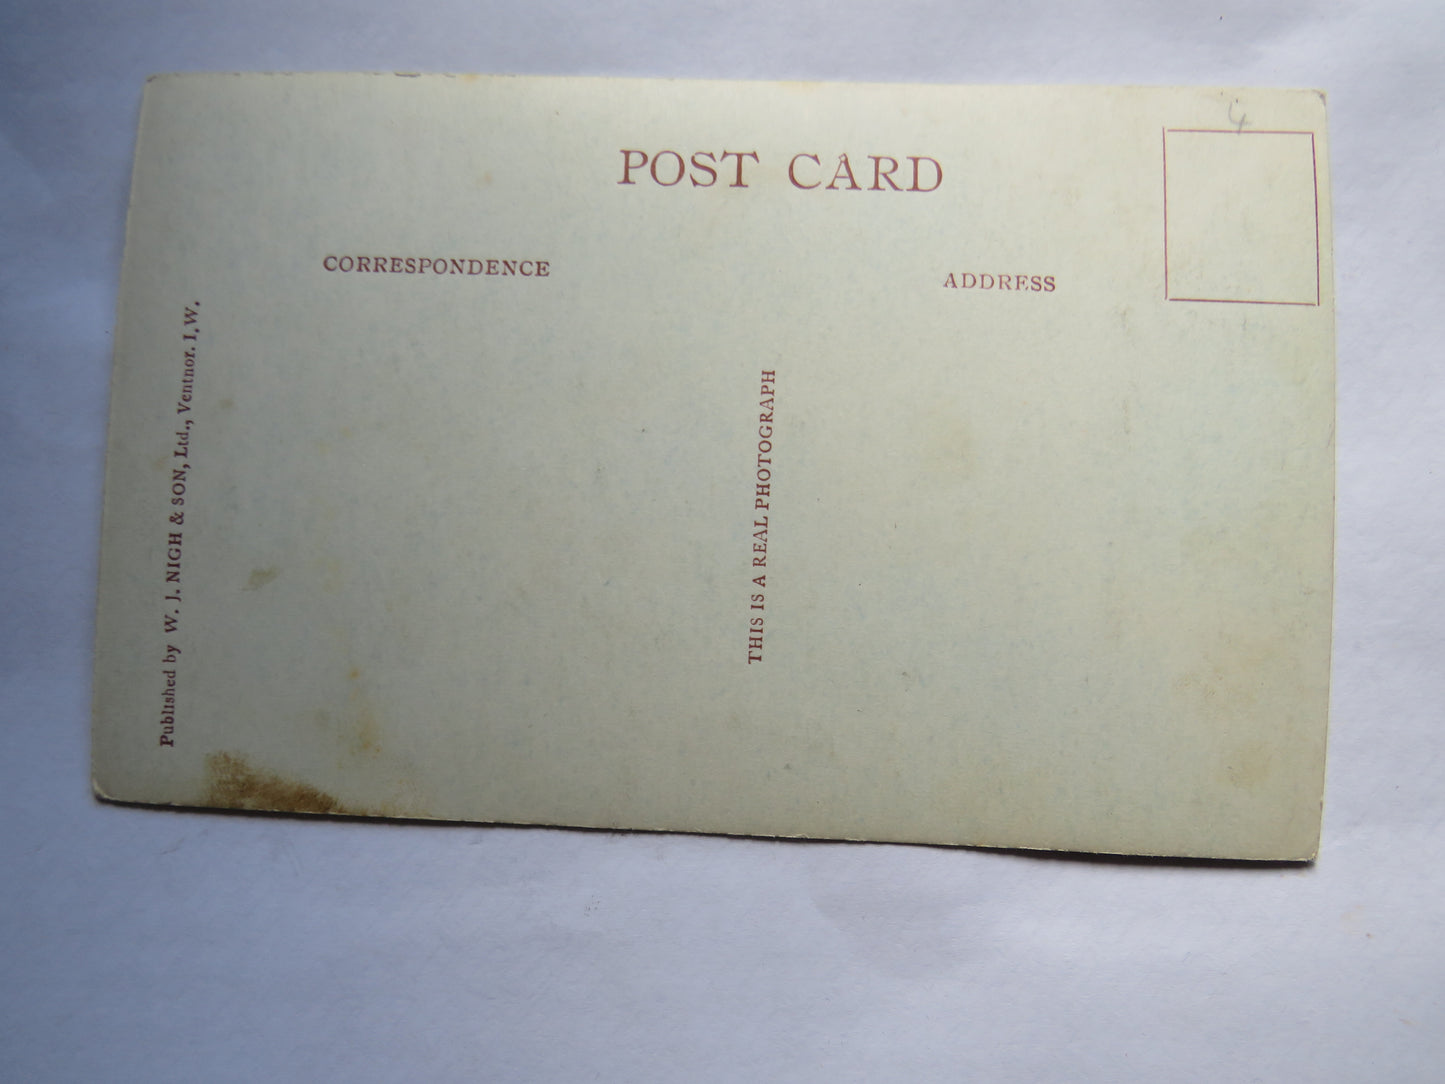 4
POST CARD
CORRESPONDENCE
ADDRESS
Published by W. J. NIGH & SON, Ltd., Ventnor. I.W.
THIS IS A REAL PHOTOGRAPH